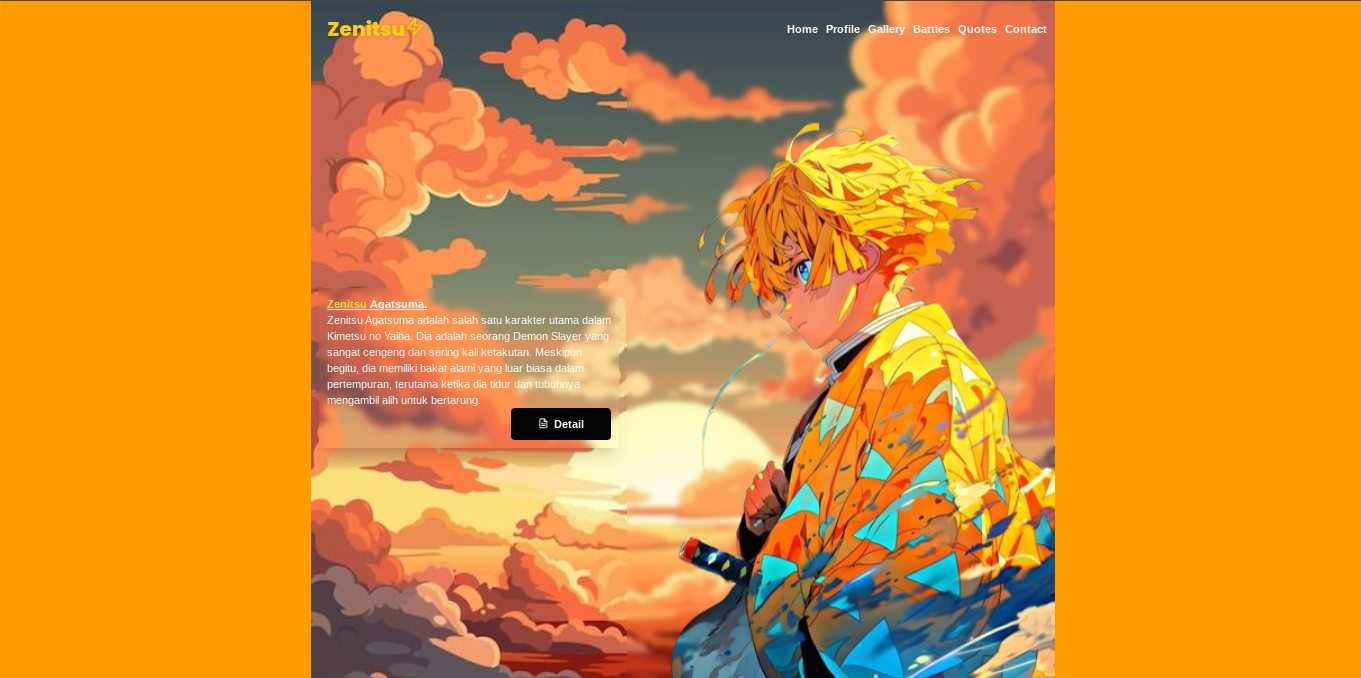 Zenitsu
Home Profile Gallery Battles Quotes Contact
Zenitsu Agatsuma.
Zenitsu Agatsuma adalah salah satu karakter utama dalam
Kimetsu no Yaiba. Dia adalah seorang Demon Slayer yang
sangat cengeng dan sering kali ketakutan. Meskipun
begitu, dia memiliki bakat alami yang luar biasa dalam
pertempuran, terutama ketika dia tidur dan tubuhnya
mengambil alih untuk bertarung.
Detail